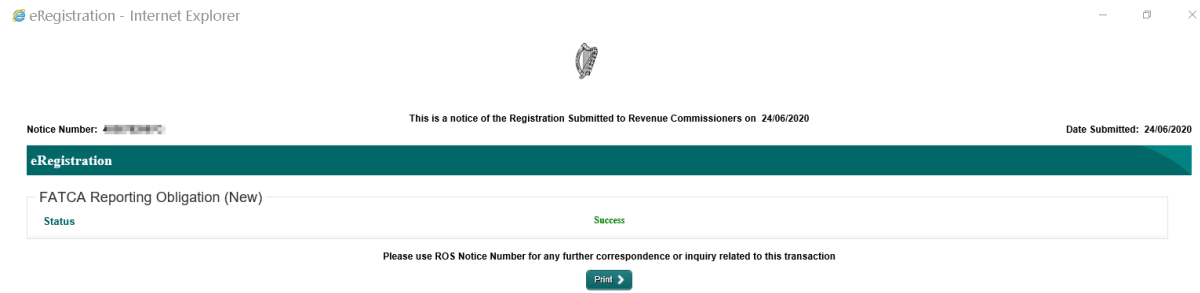 eRegistration - Internet Explorer
This is a notice of the Registration Submitted to Revenue Commissioners on 24/06/2020
Notice Number:
Date Submitted: 24/06/2020
eRegistration
FATCA Reporting Obligation (New)
Status Success
Please use ROS Notice Number for any further correspondence or inquiry related to this transaction
Print